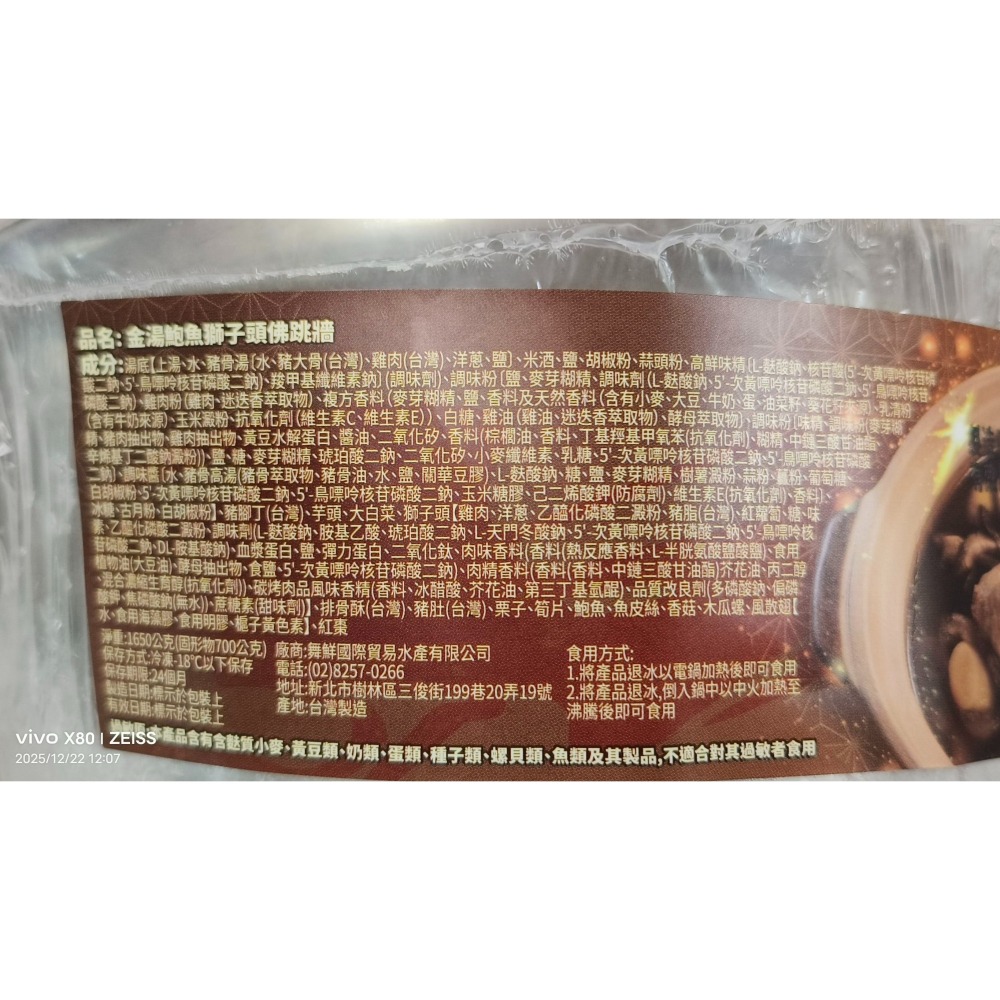 品名: 金湯鮑魚獅子頭佛跳牆
成分:湯底[上湯、水、豬骨湯〔水、豬大骨(台灣)、雞肉(台灣)、洋蔥、鹽〕、米酒、鹽、胡椒粉、蒜頭粉、高鮮味精〔L-麩酸鈉、核苷酸(5'-次黃嘌呤核苷磷
酸二鈉、5'-鳥嘌呤核苷磷酸二鈉)、羧甲基纖維素鈉〕(調味劑)、調味粉〔鹽、麥芽糊精、調味劑(L-麩酸鈉、5'-次黃嘌呤核苷磷酸二鈉、5'-鳥嘌呤核苷
磷酸二鈉)、雞肉粉(雞肉、迷迭香萃取物)、複方香料(麥芽糊精、鹽、香料及天然香料(含有小麥、大豆、牛奶、蛋、油菜籽、葵花籽 乳清粉
(含有牛奶來源)、玉米澱粉、抗氧化劑(維生素C、維生素E))、白糖、雞油(雞油、迷迭香萃取物)、酵母萃取物〕、調味粉〔味精、調味粉(麥芽糊
精、豬肉抽出物、雞肉抽出物、黃豆水解蛋白、醬油、二氧化矽、香料(棕櫚油、香料、丁基羥基甲氧苯(抗氧化劑)、糊精、中鏈三酸甘油酯、
辛烯基丁二酸鈉澱粉))、鹽、糖、麥芽糊精、琥珀酸二鈉、二氧化矽、小麥纖維素、乳糖、5'-次黃嘌呤核苷磷酸二鈉、5'-鳥嘌呤核苷磷酸
二鈉〕、調味醬〔水、豬骨高湯(豬骨萃取物、豬骨油、水、鹽、關華豆膠)、L-麩酸鈉、糖、鹽、麥芽糊精、樹薯澱粉、蒜粉、薑粉、葡萄糖、
白胡椒粉、5'-次黃嘌呤核苷磷酸二鈉、5'-鳥嘌呤核苷磷酸二鈉、玉米糖膠、己二烯酸鉀(防腐劑)、維生素E(抗氧化劑)、香料〕、
冰糖、古月粉、白胡椒粉]、豬腳丁(台灣)、芋頭、大白菜、獅子頭【雞肉、洋蔥、乙醯化磷酸二澱粉、豬脂(台灣)、紅蘿蔔、糖、味
素、乙醯化磷酸二澱粉、調味劑(L-麩酸鈉、胺基乙酸、琥珀酸二鈉、L-天門冬酸鈉、5'-次黃嘌呤核苷磷酸二鈉、5'-鳥嘌呤核
苷磷酸二鈉、DL-胺基酸鈉)、血漿蛋白、鹽、彈力蛋白、二氧化鈦、肉味香料(香料(熱反應香料、L-半胱氨酸鹽酸鹽)、食用
植物油(大豆油)、酵母抽出物、食鹽、5'-次黃嘌呤核苷磷酸二鈉)、肉精香料(香料(香料、中鏈三酸甘油酯)芥花油、丙二醇
、混合濃縮生育醇(抗氧化劑))、碳烤肉品風味香精(香料、冰醋酸、芥花油、第三丁基氫醌)、品質改良劑(多磷酸鈉、偏磷
酸鈉、焦磷酸鈉(無水))、蔗糖素(甜味劑)】、排骨酥(台灣)、豬肚(台灣)、栗子、筍片、鮑魚、魚皮絲、香菇、木瓜螺、風散翅【
水、食用海藻膠、食用明膠、梔子黃色素】、紅棗
淨重:1650公克(固形物700公克)
保存方式:冷凍-18°C以下保存
保存期限:24個月
製造日期:標示於包裝上
有效日期:標示於包裝上
廠商:舞鮮國際貿易水產有限公司
電話:(02)8257-0266
地址:新北市樹林區三俊街199巷20弄19號
產地:台灣製造
食用方式:
1.將產品退冰以電鍋加熱後即可食用
2.將產品退冰,倒入鍋中以中火加熱至
沸騰後即可食用
產品含有含麩質小麥、黃豆類、奶類、蛋類、種子類、螺貝類、魚類及其製品,不適合對其過敏者食用
vivo X80 | ZEISS
2025/12/22 12:07